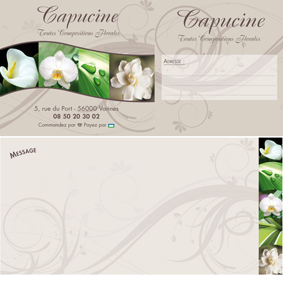 Capucine
Toutes Compositions Florales
5, rue du Port - 56000 Vannes
08 50 20 30 02
Commandez par ☎ Payez par
Capucine
Toutes Compositions Florales
Adresse
Message